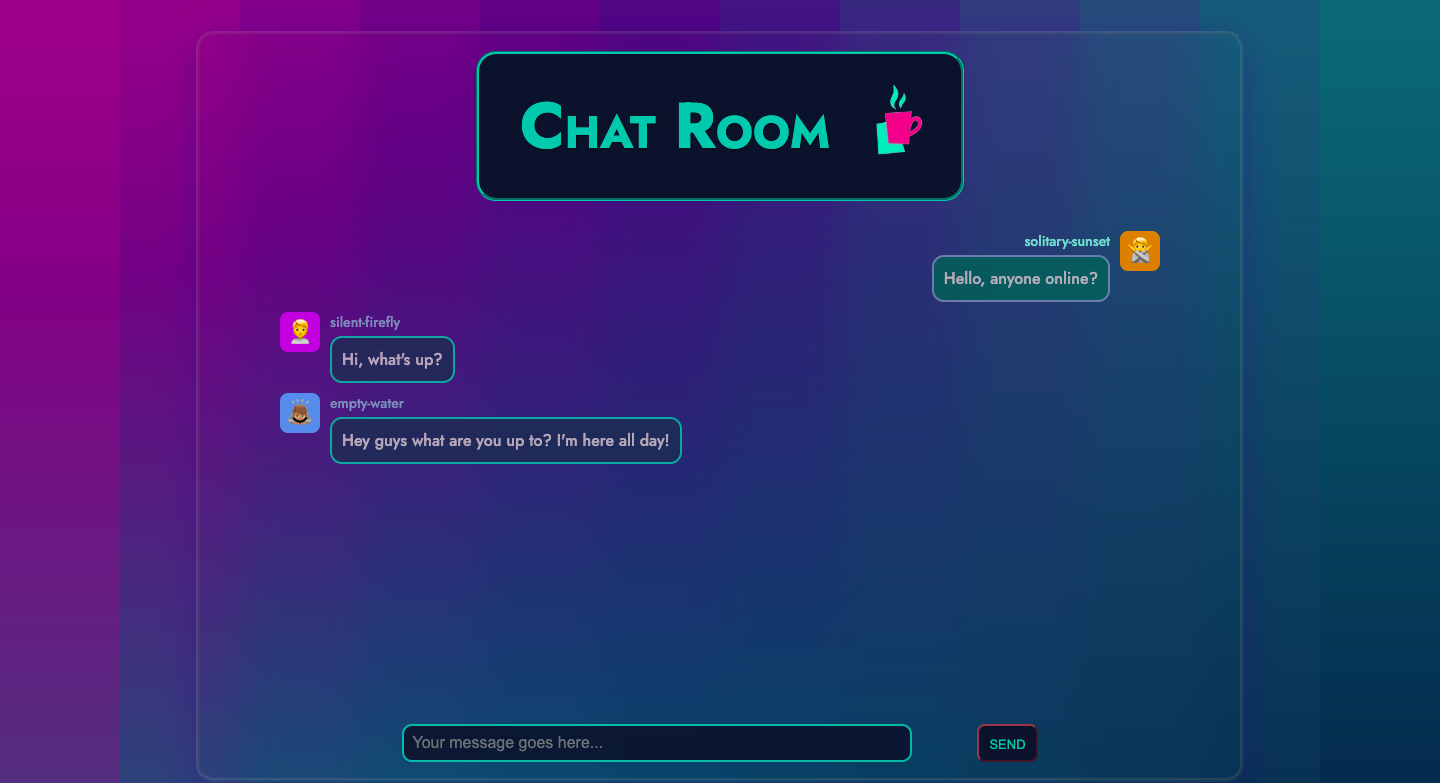 Chat Room
solitary-sunset
Hello, anyone online?
silent-firefly
Hi, what's up?
empty-water
Hey guys what are you up to? I'm here all day!
Your message goes here...
SEND